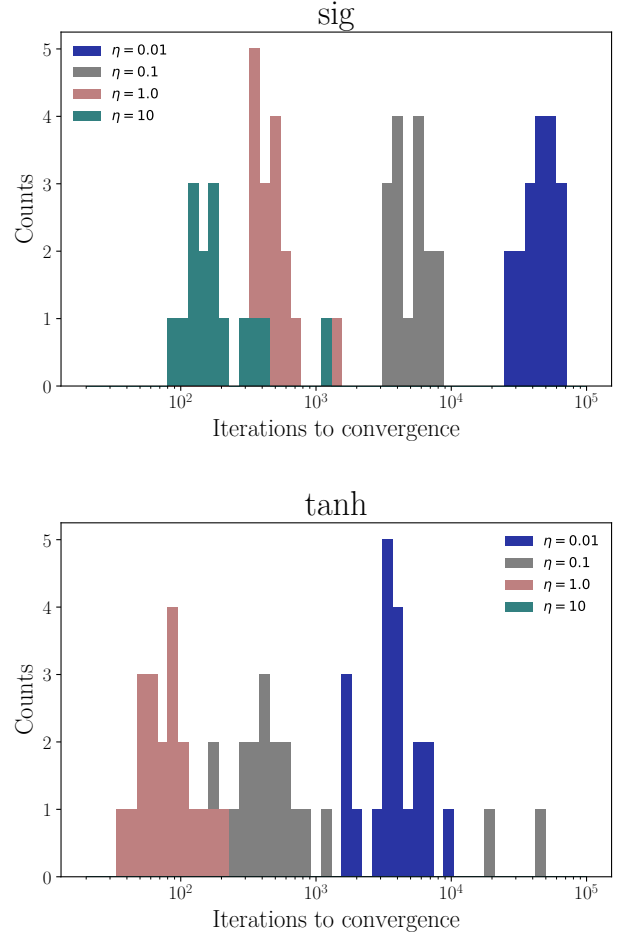 sig
5
4
3
2
1
0
Counts
η = 0.01
η = 0.1
η = 1.0
η = 10
10² 10³ 10⁴ 10⁵
Iterations to convergence
tanh
5
4
3
2
1
0
Counts
η = 0.01
η = 0.1
η = 1.0
η = 10
10² 10³ 10⁴ 10⁵
Iterations to convergence